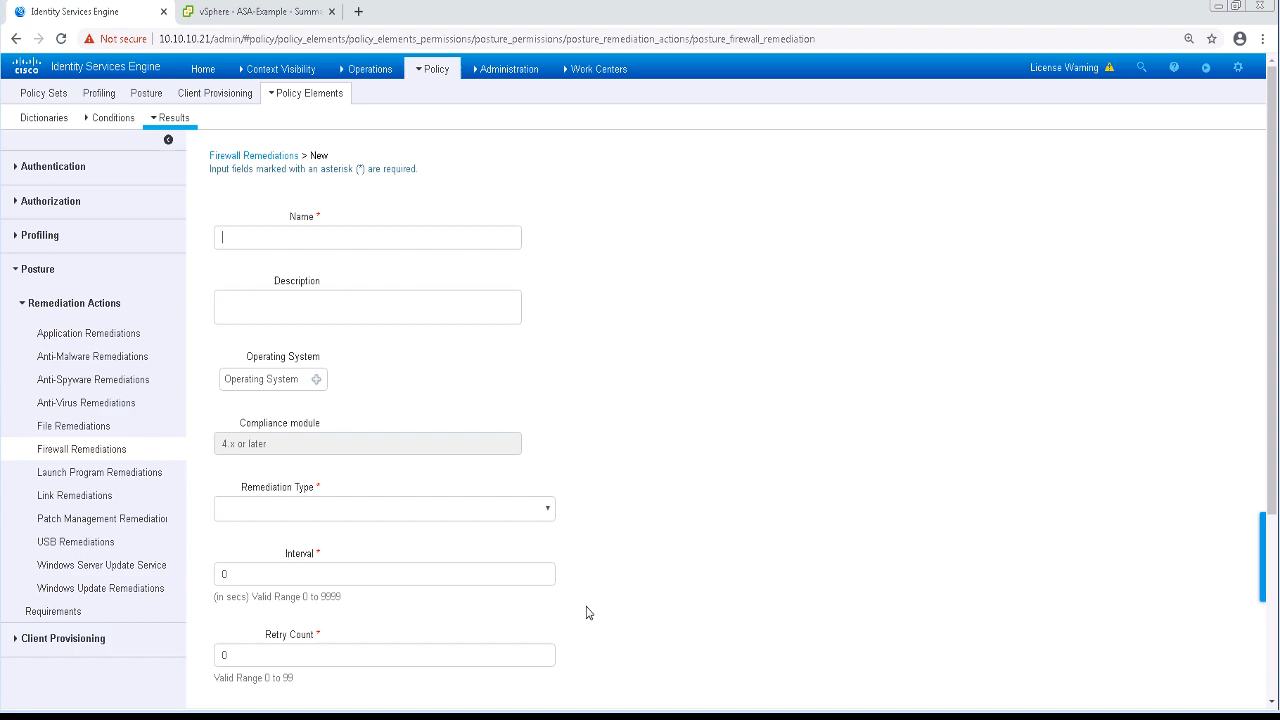 Identity Services Engine
vSphere - ASA-Example - Summ
Not secure 10.10.10.21/admin/#policy/policy_elements/policy_elements_permissions/posture_permissions/posture_remediation_actions/posture_firewall_remediation
CISCO Identity Services Engine Home Context Visibility Operations Policy Administration Work Centers License Warning
Policy Sets Profiling Posture Client Provisioning Policy Elements
Dictionaries Conditions Results
Authentication
Authorization
Profiling
Posture
Remediation Actions
Application Remediations
Anti-Malware Remediations
Anti-Spyware Remediations
Anti-Virus Remediations
File Remediations
Firewall Remediations
Launch Program Remediations
Link Remediations
Patch Management Remediation
USB Remediations
Windows Server Update Service
Windows Update Remediations
Requirements
Client Provisioning
Firewall Remediations > New
Input fields marked with an asterisk (*) are required.
Name *
Description
Operating System
Operating System
Compliance module
4.x or later
Remediation Type *
Interval *
0
(in secs) Valid Range 0 to 9999
Retry Count *
0
Valid Range 0 to 99